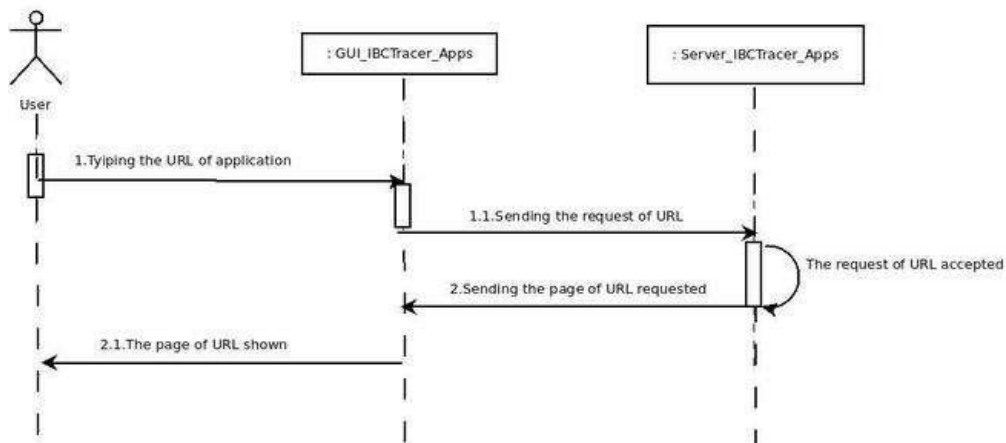 : GUI_IBCTracer_Apps
: Server_IBCTracer_Apps
User
1.Tyiping the URL of application
1.1.Sending the request of URL
The request of URL accepted
2.Sending the page of URL requested
2.1.The page of URL shown